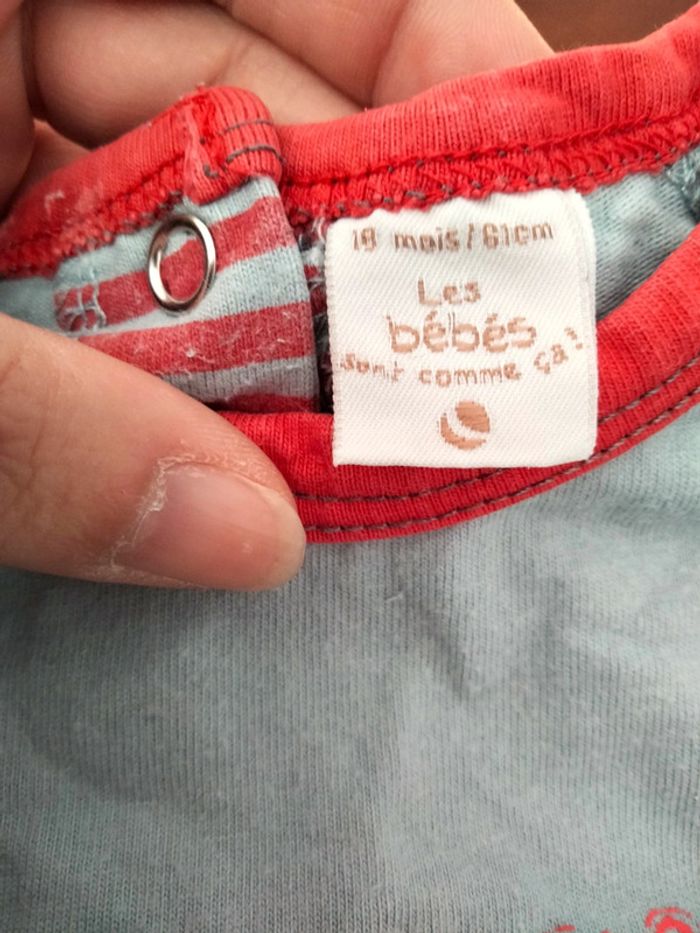 18 mois / 81cm
Les
bébés
sont comme ça!